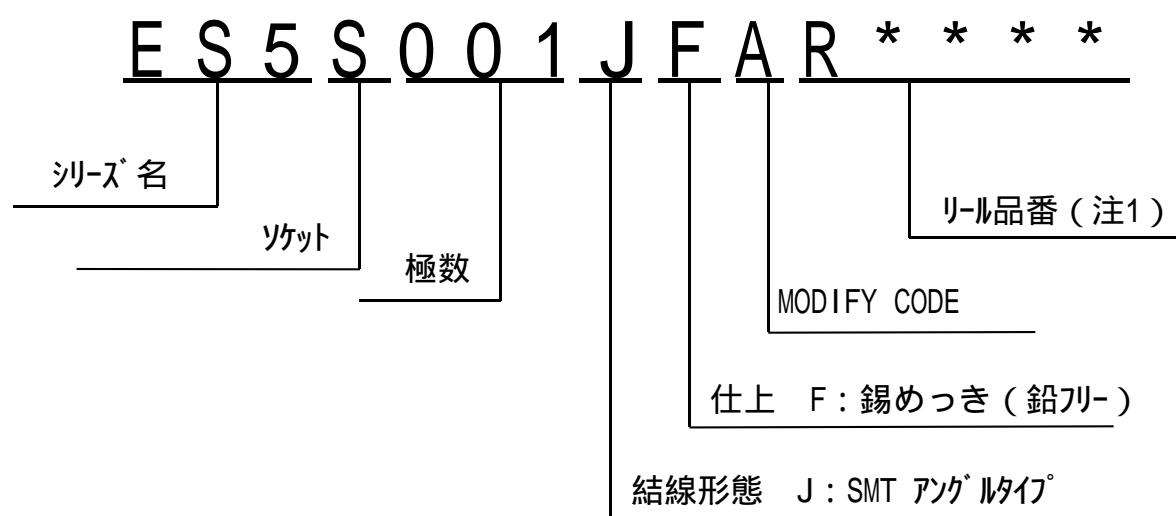 ES5S001JFAR****
シリーズ名
リール品番（注1）
ソケット
極数
MODIFY CODE
仕上 F：錫めっき（鉛フリー）
結線形態 J：SMT アングルタイプ